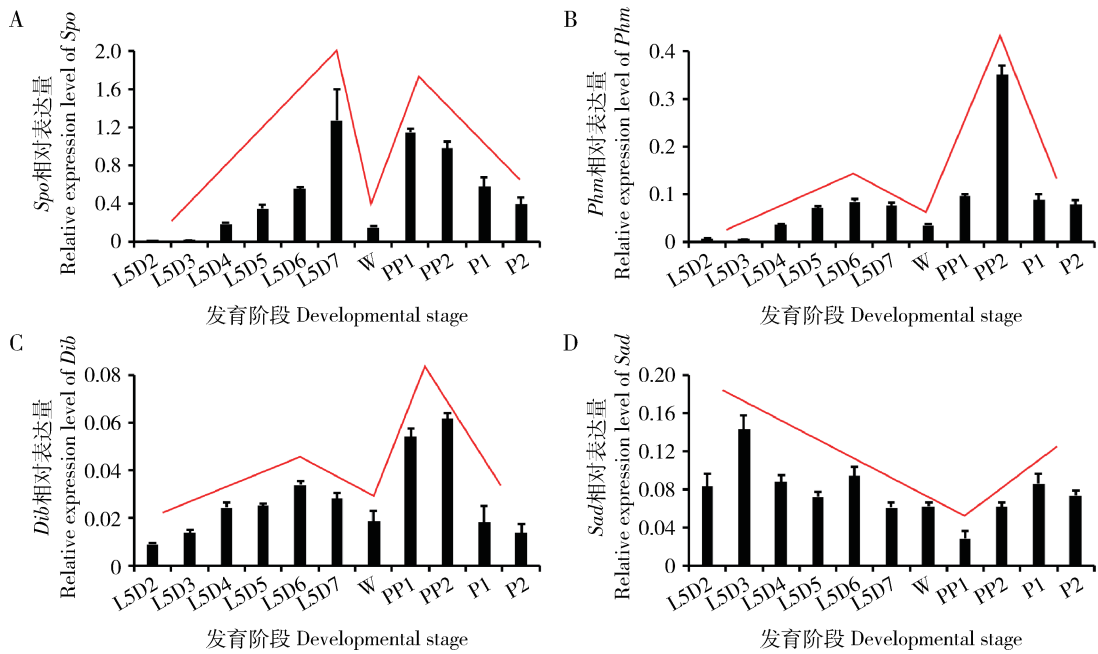 A
Spo相对表达量
Relative expression level of Spo
2.0
1.6
1.2
0.8
0.4
0
L5D2
L5D3
L5D4
L5D5
L5D6
L5D7
W
PP1
PP2
P1
P2
发育阶段 Developmental stage
B
Phm相对表达量
Relative expression level of Phm
0.4
0.3
0.2
0.1
0
L5D2
L5D3
L5D4
L5D5
L5D6
L5D7
W
PP1
PP2
P1
P2
发育阶段 Developmental stage
C
Dib相对表达量
Relative expression level of Dib
0.08
0.06
0.04
0.02
0
L5D2
L5D3
L5D4
L5D5
L5D6
L5D7
W
PP1
PP2
P1
P2
发育阶段 Developmental stage
D
Sad相对表达量
Relative expression level of Sad
0.20
0.16
0.12
0.08
0.04
0
L5D2
L5D3
L5D4
L5D5
L5D6
L5D7
W
PP1
PP2
P1
P2
发育阶段 Developmental stage